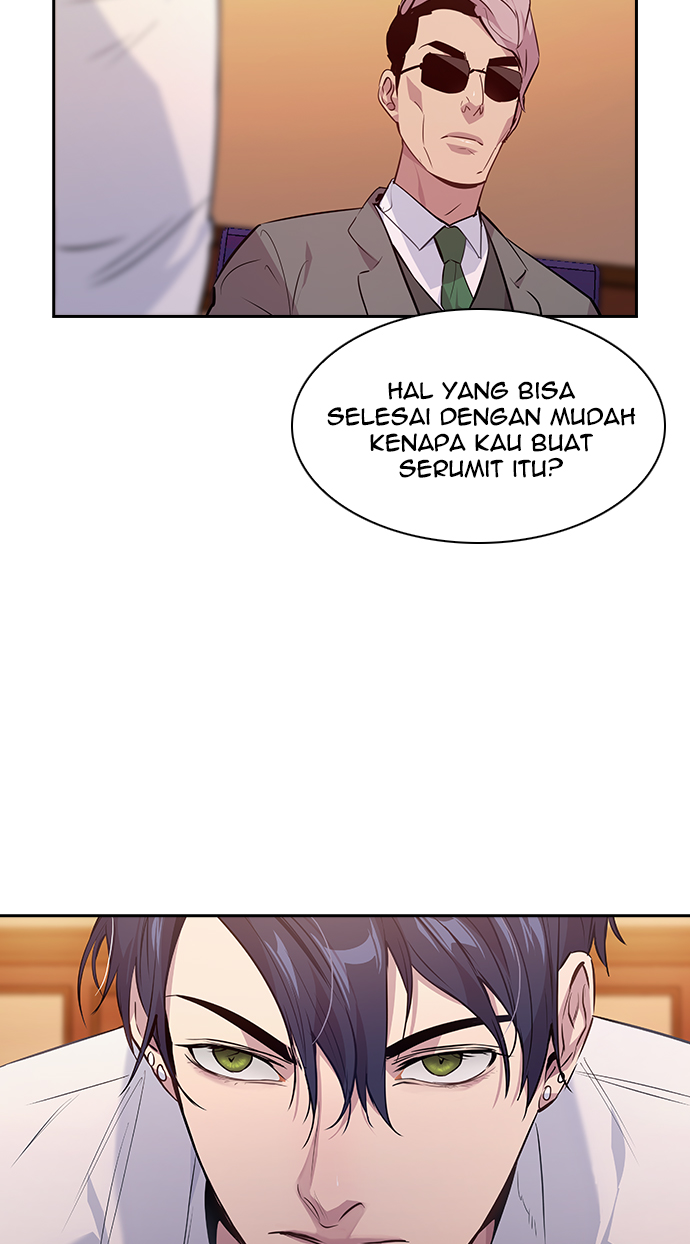 HAL YANG BISA
SELESAI DENGAN MUDAH
KENAPA KAU BUAT
SERUMIT ITU?